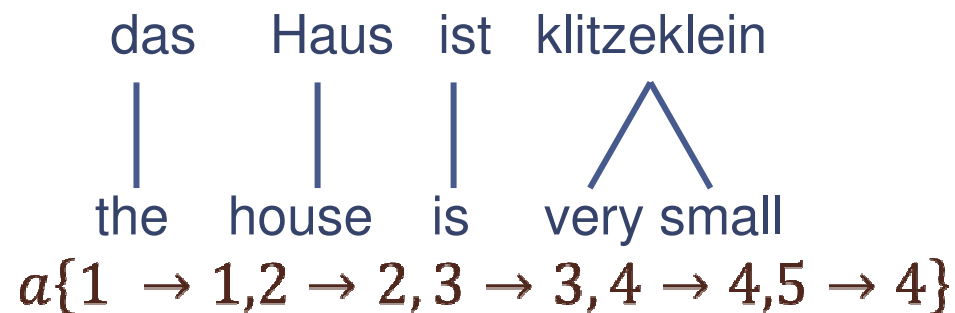 das Haus ist klitzeklein
the house is very small
a{1 → 1,2 → 2, 3 → 3, 4 → 4,5 → 4}